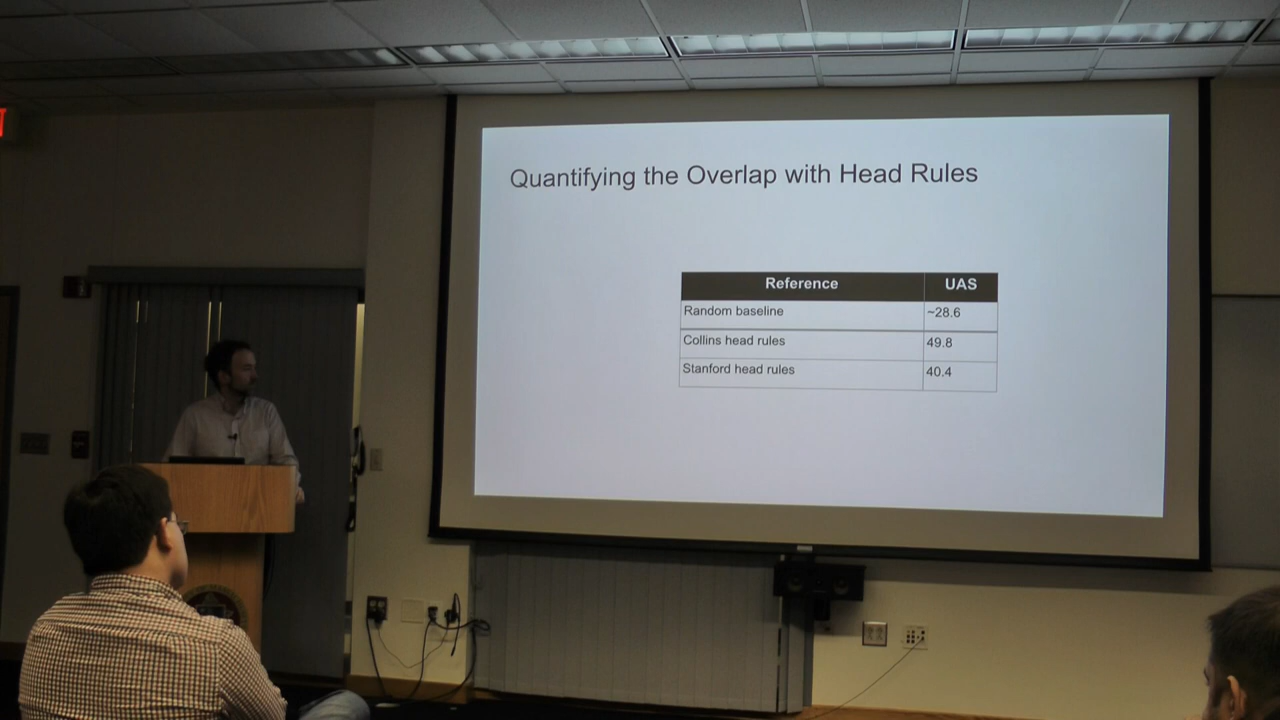 Quantifying the Overlap with Head Rules
Reference UAS
Random baseline ~28.6
Collins head rules 49.8
Stanford head rules 40.4